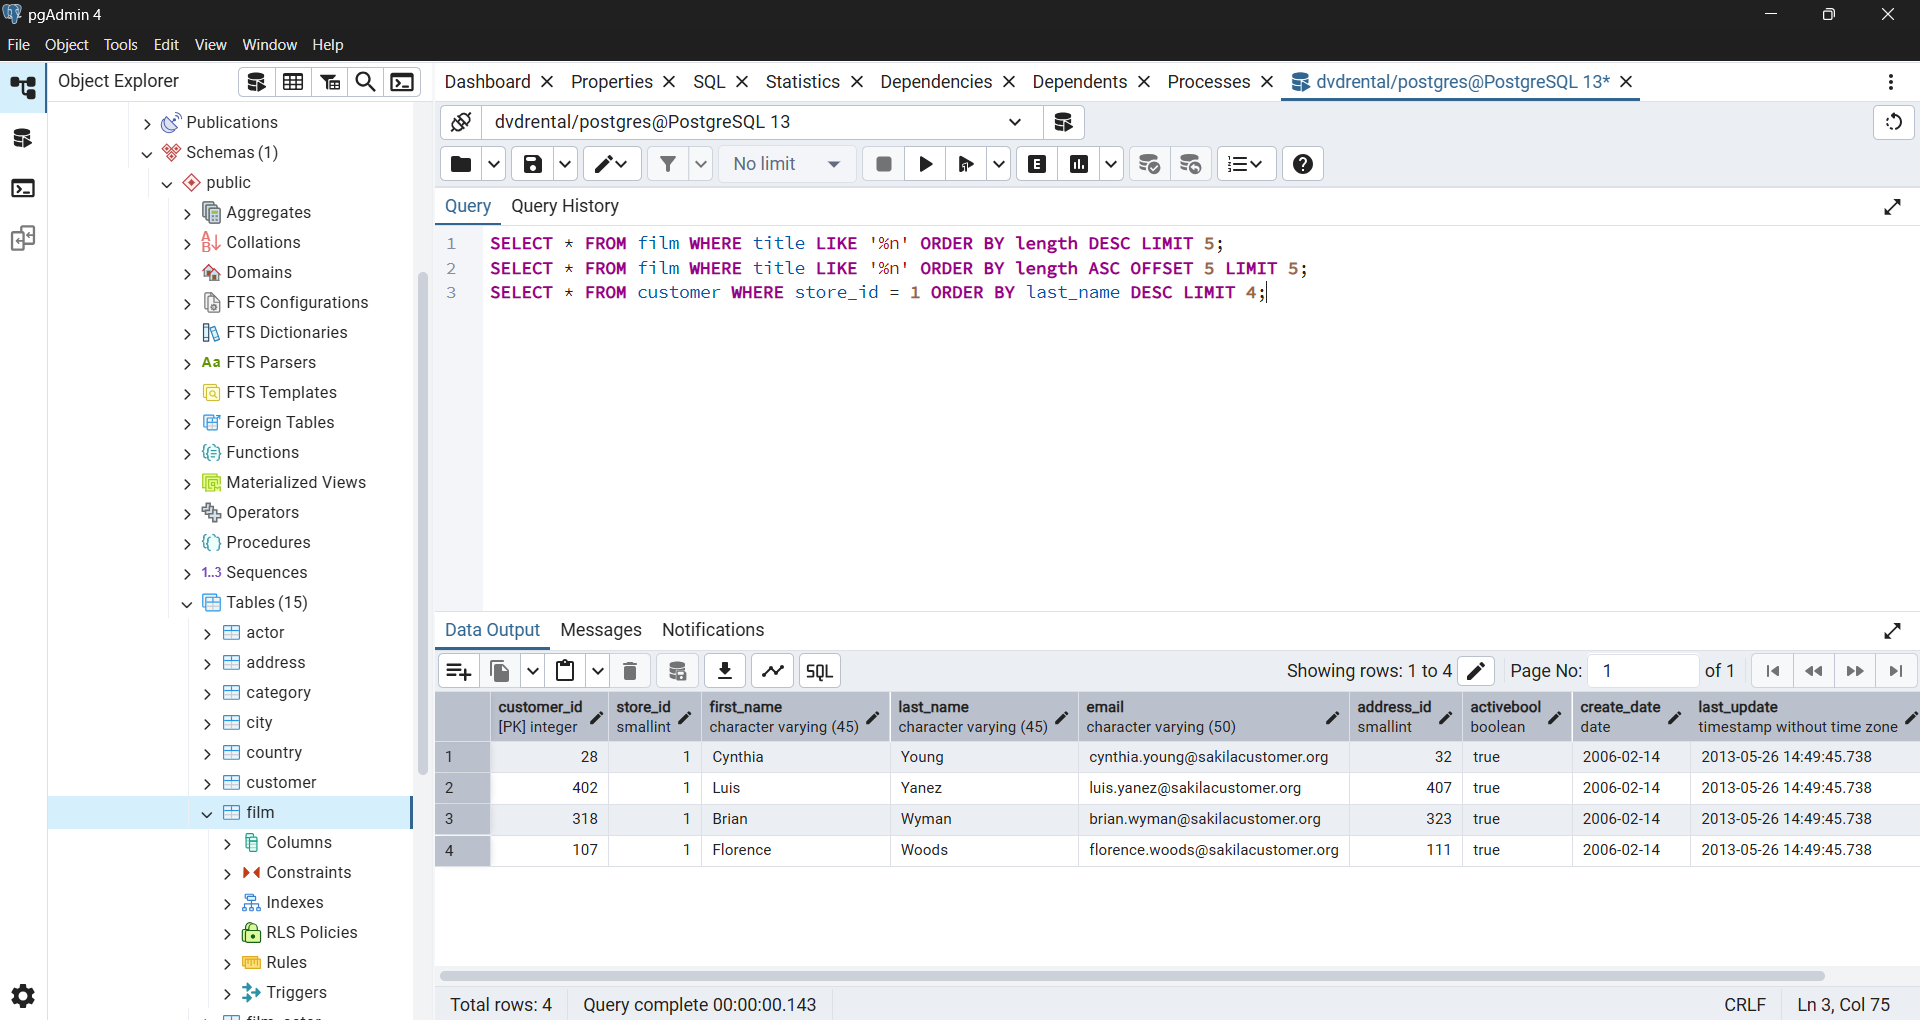 pgAdmin 4
File Object Tools Edit View Window Help
Object Explorer
Dashboard Properties SQL Statistics Dependencies Dependents Processes dvdrental/postgres@PostgreSQL 13*
dvdrental/postgres@PostgreSQL 13
No limit
E
Query Query History
1 SELECT * FROM film WHERE title LIKE '%n' ORDER BY length DESC LIMIT 5;
2 SELECT * FROM film WHERE title LIKE '%n' ORDER BY length ASC OFFSET 5 LIMIT 5;
3 SELECT * FROM customer WHERE store_id = 1 ORDER BY last_name DESC LIMIT 4;
Publications
Schemas (1)
public
Aggregates
Collations
Domains
FTS Configurations
FTS Dictionaries
Aa FTS Parsers
FTS Templates
Foreign Tables
Functions
Materialized Views
Operators
Procedures
1..3 Sequences
Tables (15)
actor
address
category
city
country
customer
film
Columns
Constraints
Indexes
RLS Policies
Rules
Triggers
Data Output Messages Notifications
SQL Showing rows: 1 to 4 Page No: 1 of 1
customer_id store_id first_name last_name email address_id activebool create_date last_update
[PK] integer smallint character varying (45) character varying (45) character varying (50) smallint boolean date timestamp without time zone
1 28 1 Cynthia Young cynthia.young@sakilacustomer.org 32 true 2006-02-14 2013-05-26 14:49:45.738
2 402 1 Luis Yanez luis.yanez@sakilacustomer.org 407 true 2006-02-14 2013-05-26 14:49:45.738
3 318 1 Brian Wyman brian.wyman@sakilacustomer.org 323 true 2006-02-14 2013-05-26 14:49:45.738
4 107 1 Florence Woods florence.woods@sakilacustomer.org 111 true 2006-02-14 2013-05-26 14:49:45.738
Total rows: 4 Query complete 00:00:00.143 CRLF Ln 3, Col 75